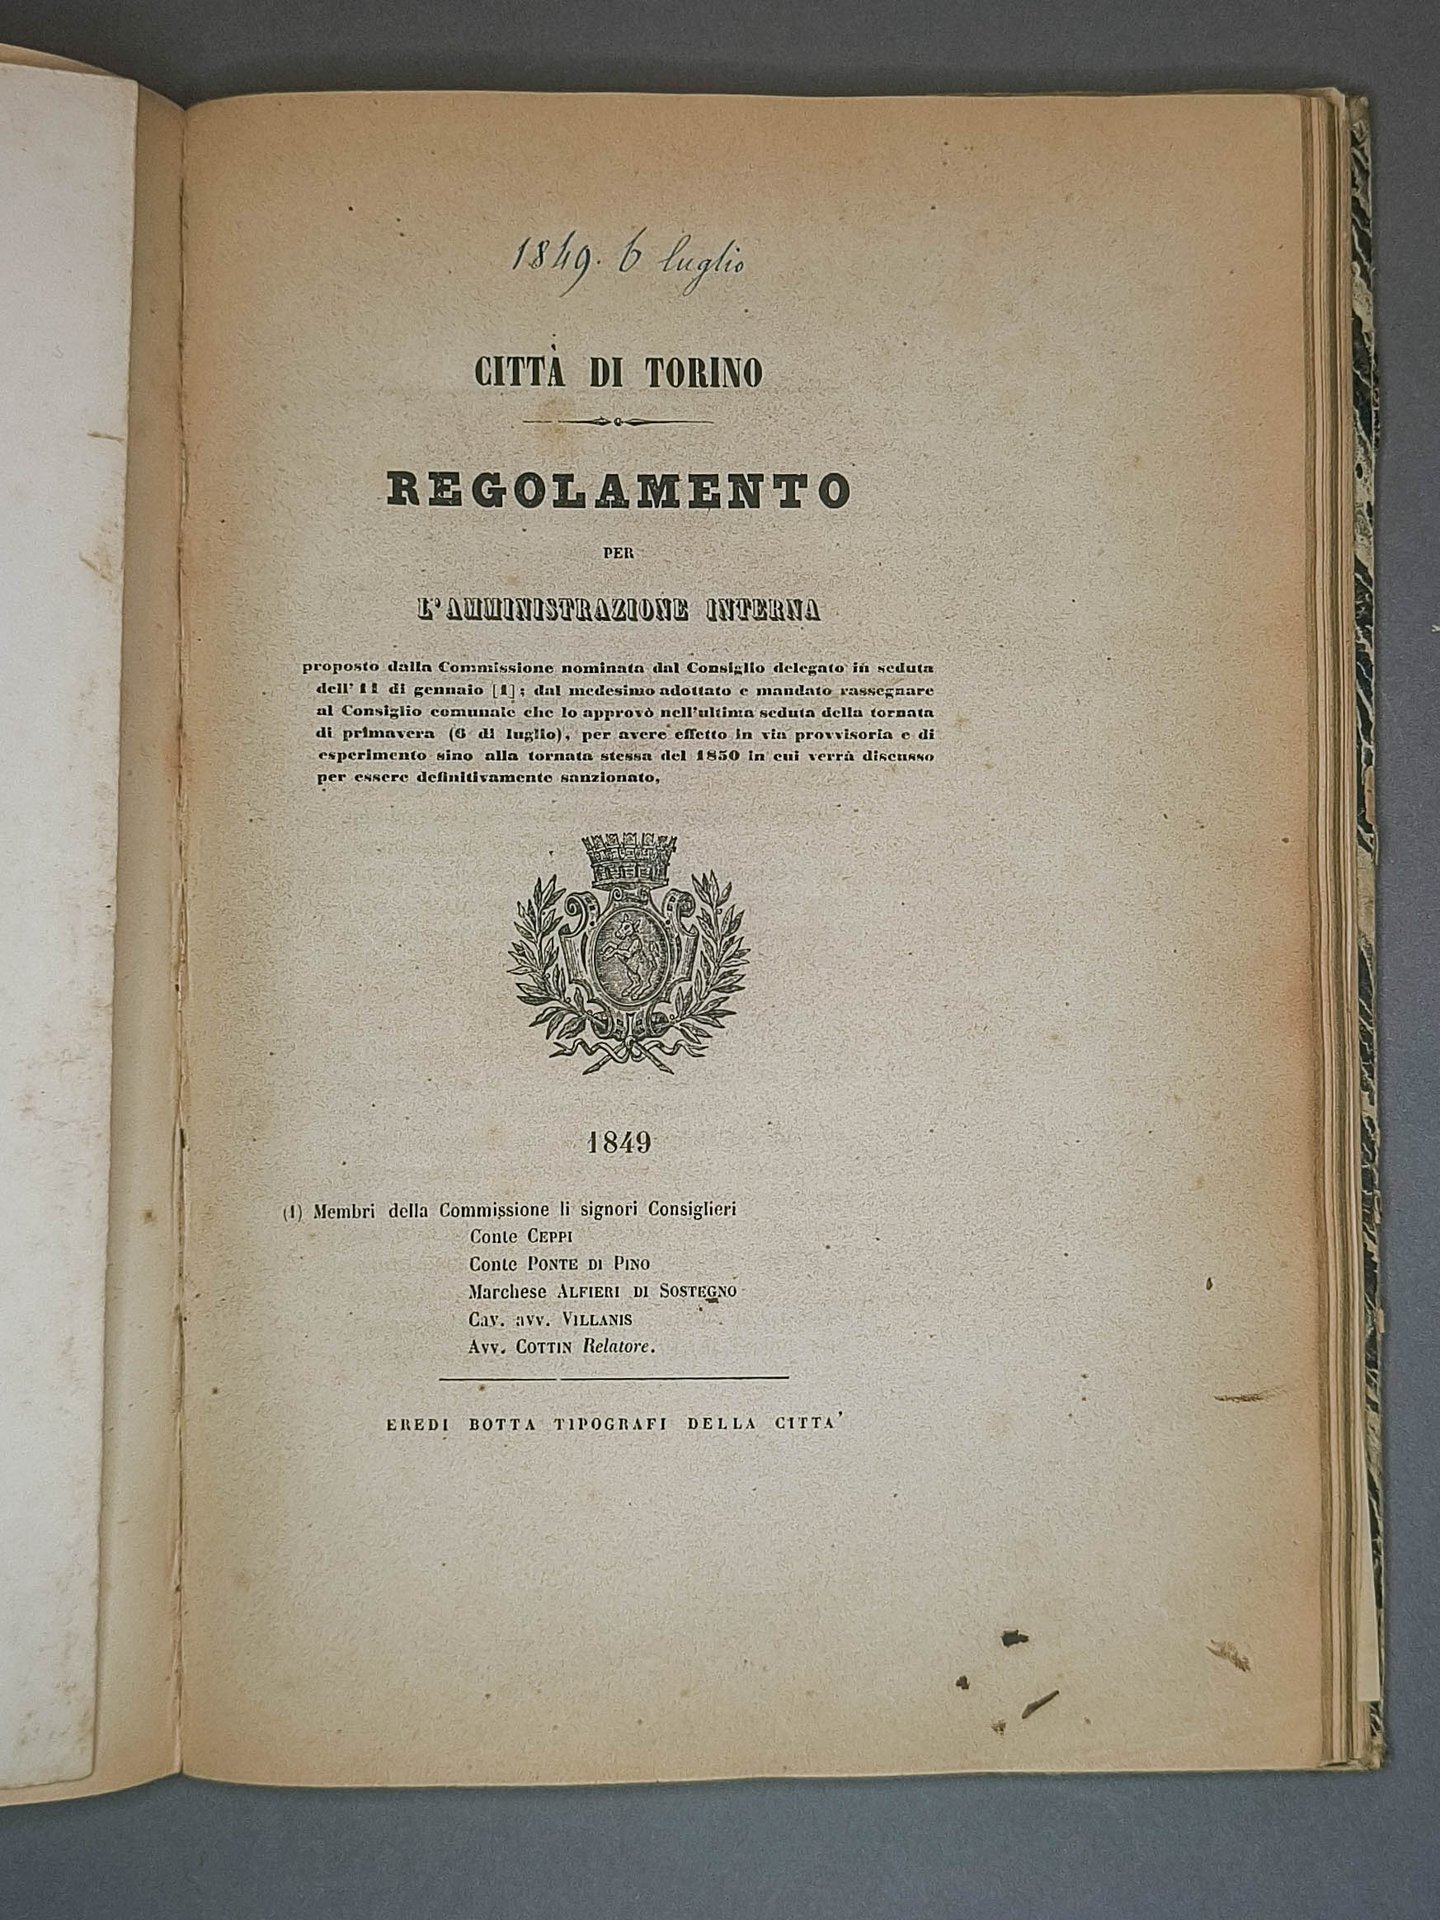 1849. 6 luglio
CITTÀ DI TORINO
REGOLAMENTO
PER
L'AMMINISTRAZIONE INTERNA
proposto dalla Commissione nominata dal Consiglio delegato in seduta
dell' 11 di gennaio [1]; dal medesimo adottato e mandato rassegnare
al Consiglio comunale che lo approvò nell'ultima seduta della tornata
di primavera (6 di luglio), per avere effetto in via provvisoria e di
esperimento sino alla tornata stessa del 1850 in cui verrà discusso
per essere definitivamente sanzionato,
1849
(1) Membri della Commissione li signori Consiglieri
Conte CEPPI
Conte PONTE DI PINO
Marchese ALFIERI DI SOSTEGNO
Cav. avv. VILLANIS
Avv. COTTIN Relatore.
EREDI BOTTA TIPOGRAFI DELLA CITTA'